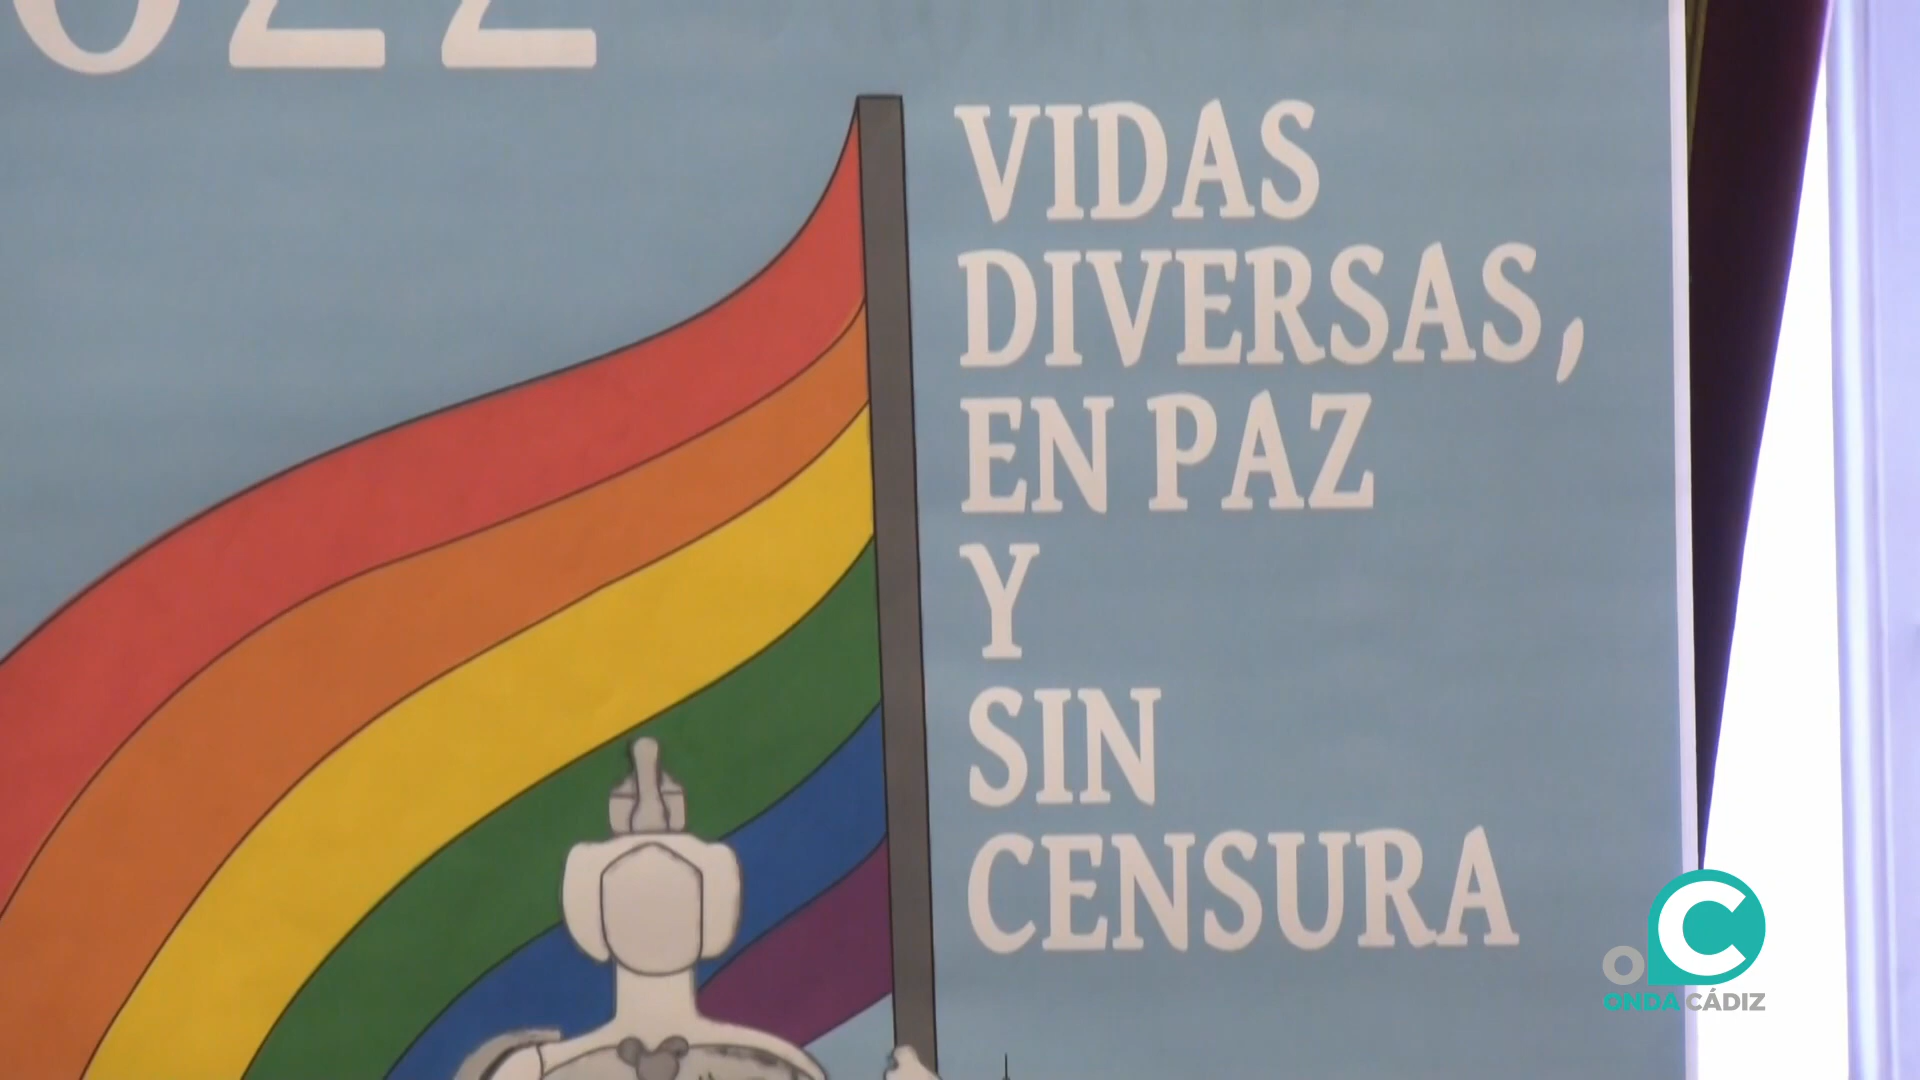 VIDAS
DIVERSAS,
EN PAZ
Y
SIN
CENSURA
ONDA CÁDIZ